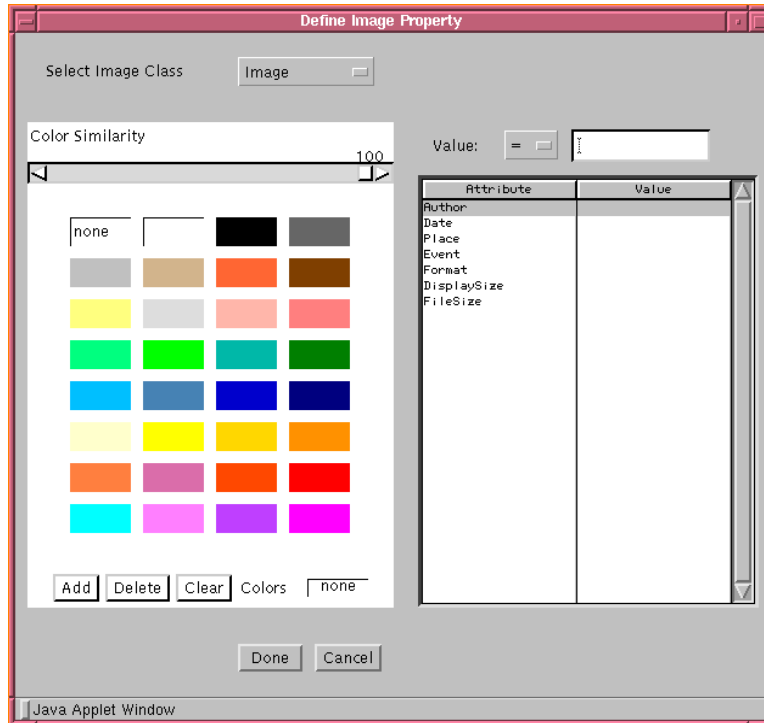 Define Image Property
Select Image Class
Image
Color Similarity
100
none
Add
Delete
Clear
Colors
none
Value:
=
Attribute
Value
Author
Date
Place
Event
Format
DisplaySize
FileSize
Done
Cancel
Java Applet Window